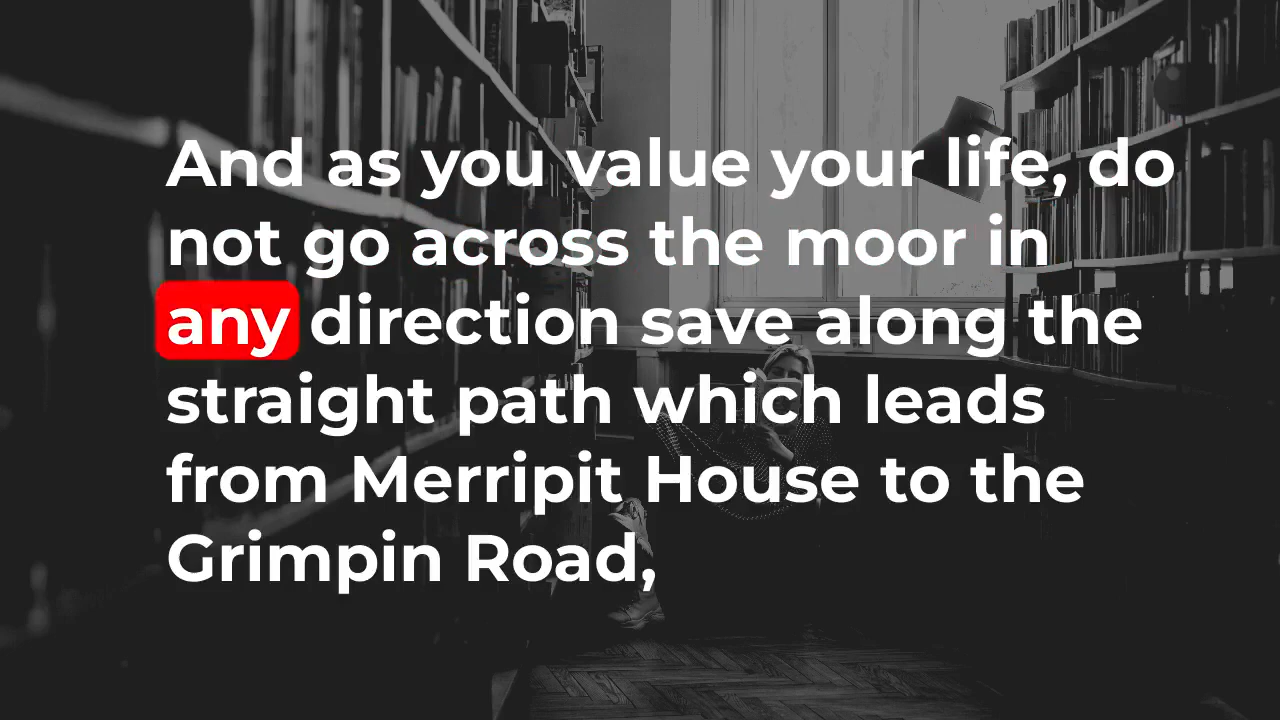 And as you value your life, do
not go across the moor in
any direction save along the
straight path which leads
from Merripit House to the
Grimpin Road,